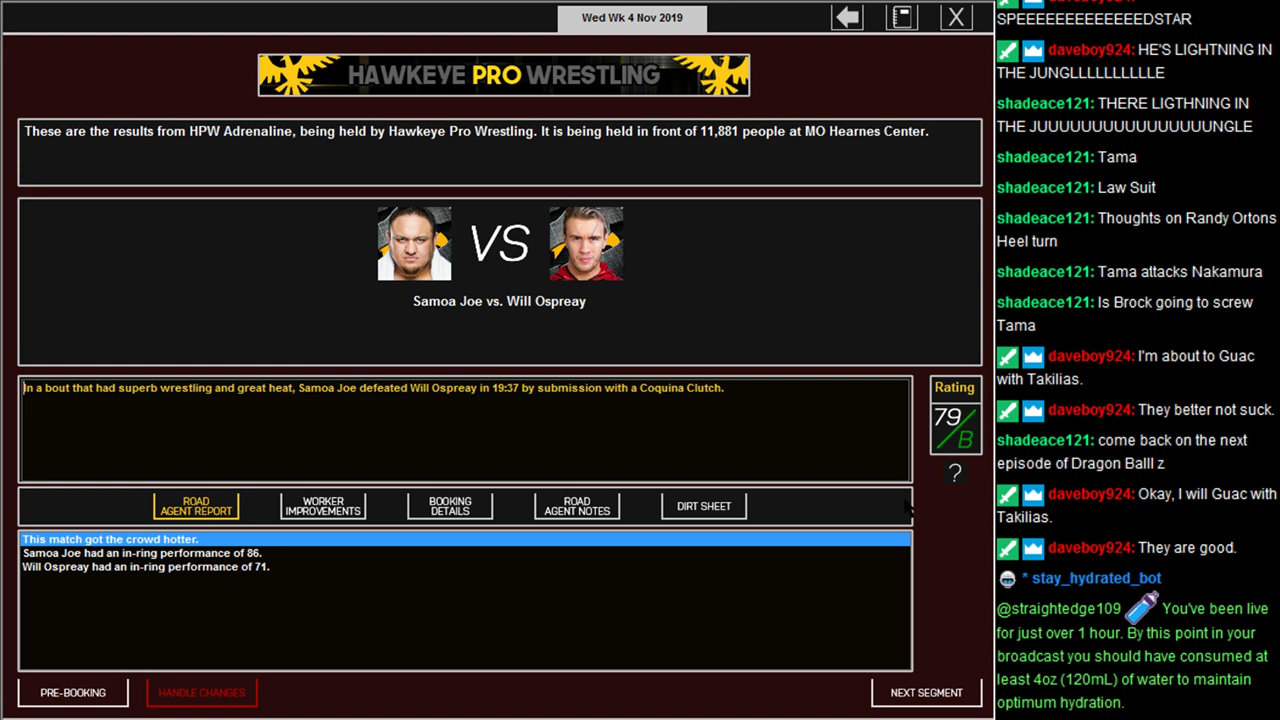 Wed Wk 4 Nov 2019
X
HAWKEYE PRO WRESTLING
These are the results from HPW Adrenaline, being held by Hawkeye Pro Wrestling. It is being held in front of 11,881 people at MO Hearnes Center.
VS
Samoa Joe vs. Will Ospreay
In a bout that had superb wrestling and great heat, Samoa Joe defeated Will Ospreay in 19:37 by submission with a Coquina Clutch.
Rating
79/B
?
ROAD AGENT REPORT
WORKER IMPROVEMENTS
BOOKING DETAILS
ROAD AGENT NOTES
DIRT SHEET
This match got the crowd hotter.
Samoa Joe had an in-ring performance of 86.
Will Ospreay had an in-ring performance of 71.
PRE-BOOKING
HANDLE CHANGES
NEXT SEGMENT
SPEEEEEEEEEEEEEDSTAR
daveboy924: HE'S LIGHTNING IN
THE JUNGLLLLLLLLLE
shadeace121: THERE LIGTHNING IN
THE JUUUUUUUUUUUUUUUUNGLE
shadeace121: Tama
shadeace121: Law Suit
shadeace121: Thoughts on Randy Ortons
Heel turn
shadeace121: Tama attacks Nakamura
shadeace121: Is Brock going to screw
Tama
daveboy924: I'm about to Guac
with Takilias.
daveboy924: They better not suck.
shadeace121: come back on the next
episode of Dragon Balll z
daveboy924: Okay, I will Guac with
Takilias.
daveboy924: They are good.
* stay_hydrated_bot
@straightedge109 You've been live
for just over 1 hour. By this point in your
broadcast you should have consumed at
least 4oz (120mL) of water to maintain
optimum hydration.